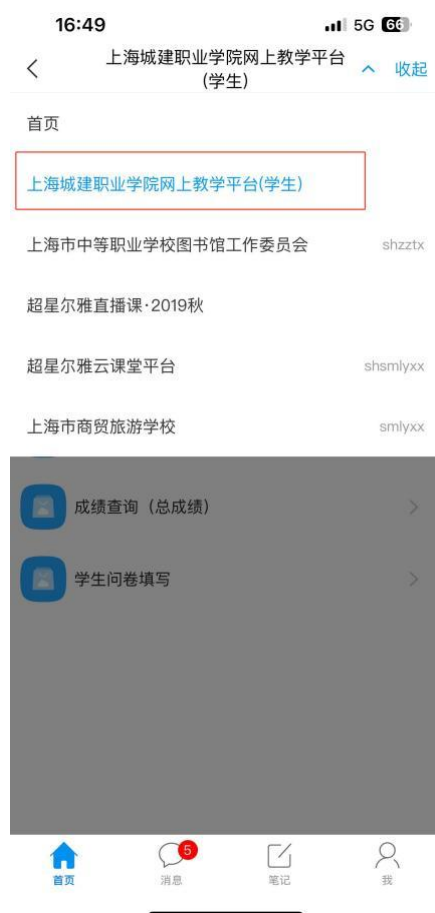 16:49
5G 66
上海城建职业学院网上教学平台
(学生)
收起
首页
上海城建职业学院网上教学平台(学生)
上海市中等职业学校图书馆工作委员会 shzztx
超星尔雅直播课·2019秋
超星尔雅云课堂平台 shsmlyxx
上海市商贸旅游学校 smlyxx
成绩查询（总成绩）
学生问卷填写
5
首页 消息 笔记 我